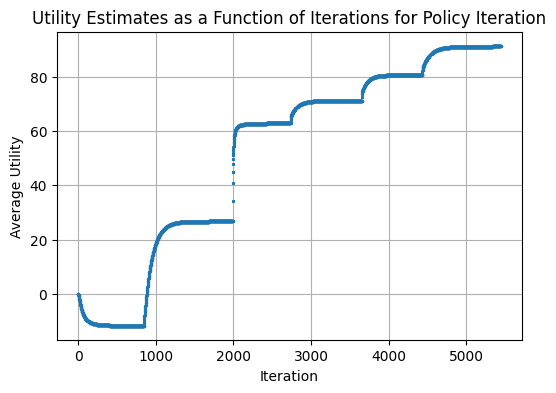 Utility Estimates as a Function of Iterations for Policy Iteration
80
60
40
20
0
Average Utility
0 1000 2000 3000 4000 5000
Iteration